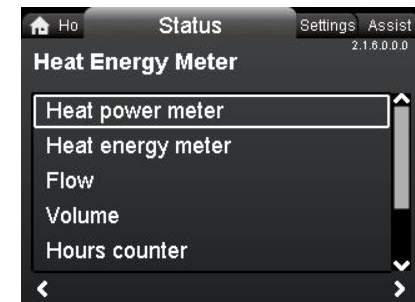 Ho Status Settings Assist
2.1.6.0.0.0
Heat Energy Meter
Heat power meter
Heat energy meter
Flow
Volume
Hours counter